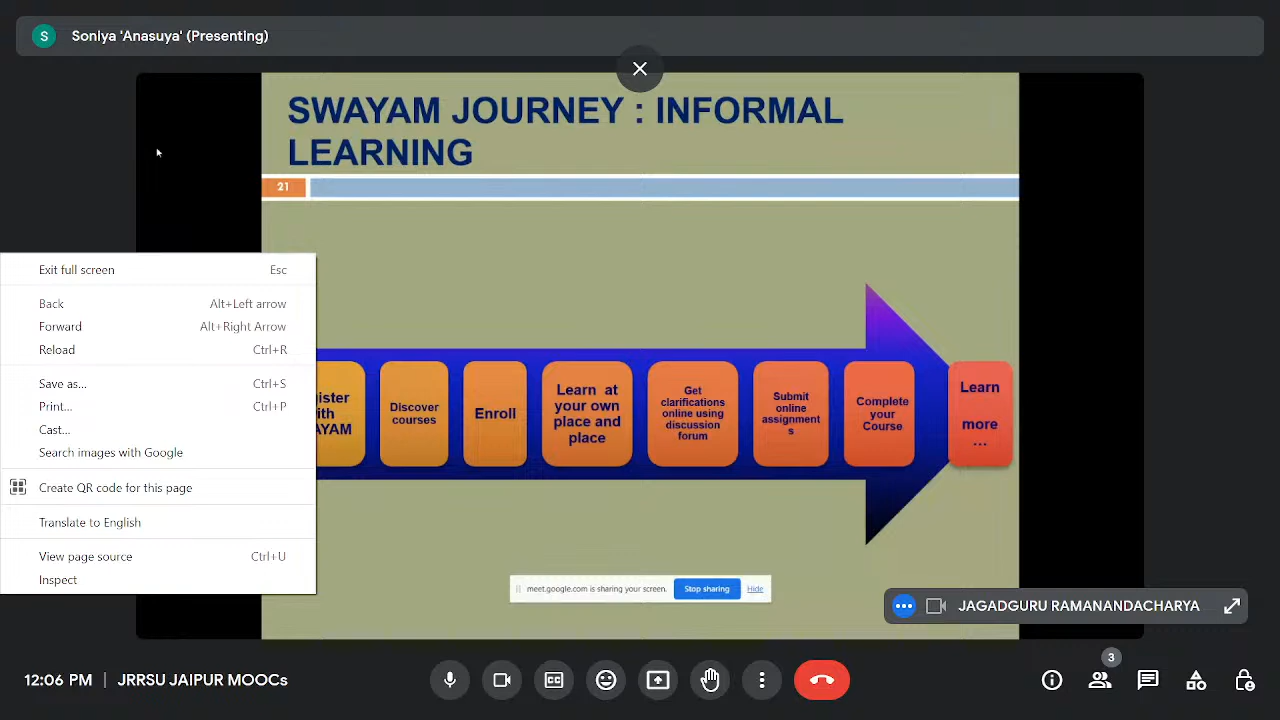 S
Soniya 'Anasuya' (Presenting)
SWAYAM JOURNEY : INFORMAL
LEARNING
21
Exit full screen Esc
Back Alt+Left arrow
Forward Alt+Right Arrow
Reload Ctrl+R
Save as... Ctrl+S
Print... Ctrl+P
Cast...
Search images with Google
Create QR code for this page
Translate to English
View page source Ctrl+U
Inspect
ister
ith
AYAM
Discover
courses
Enroll
Learn at
your own
place and
place
Get
clarifications
online using
discussion
forum
Submit
online
assignment
s
Complete
your
Course
Learn
more
...
meet.google.com is sharing your screen. Stop sharing Hide
JAGADGURU RAMANANDACHARYA
12:06 PM | JRRSU JAIPUR MOOCs
3